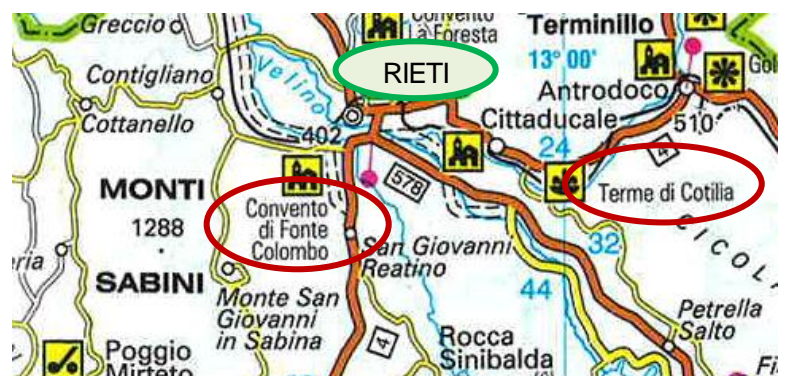 Greccio
Convento
La Foresta
Terminillo
13° 00'
RIETI
Contigliano
Velino
Antrodoco
Cottanello
402
Cittaducale
510
24
4
578
MONTI
1288
SABINI
Convento
di Fonte
Colombo
Terme di Cotilia
San Giovanni
Reatino
32
44
Monte San
Giovanni
in Sabina
4
Petrella
Salto
Rocca
Sinibalda
Poggio
Mirteto